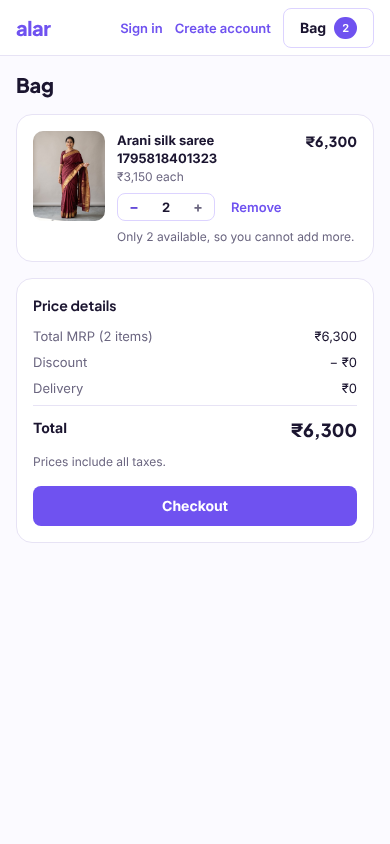 alar
Sign in
Create account
Bag 2
Bag
Arani silk saree
1795818401323
₹6,300
₹3,150 each
− 2 +
Remove
Only 2 available, so you cannot add more.
Price details
Total MRP (2 items) ₹6,300
Discount − ₹0
Delivery ₹0
Total ₹6,300
Prices include all taxes.
Checkout